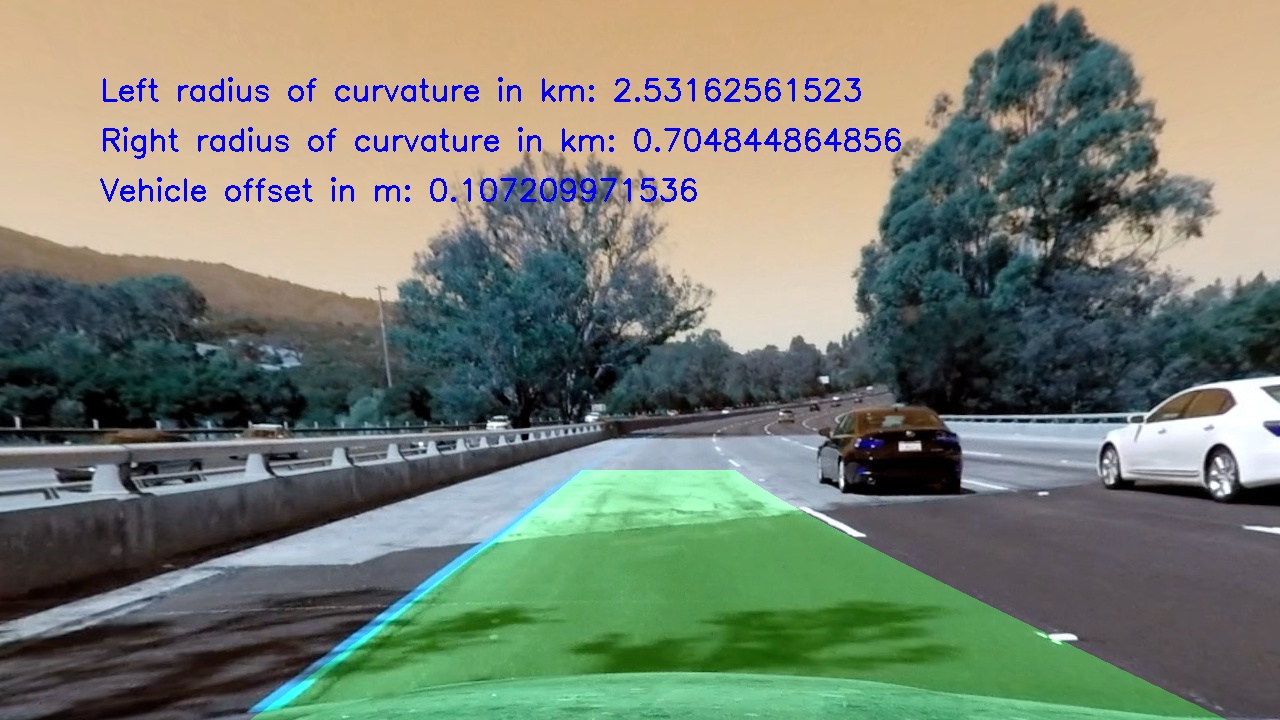 Left radius of curvature in km: 2.53162561523
Right radius of curvature in km: 0.704844864856
Vehicle offset in m: 0.107209971536